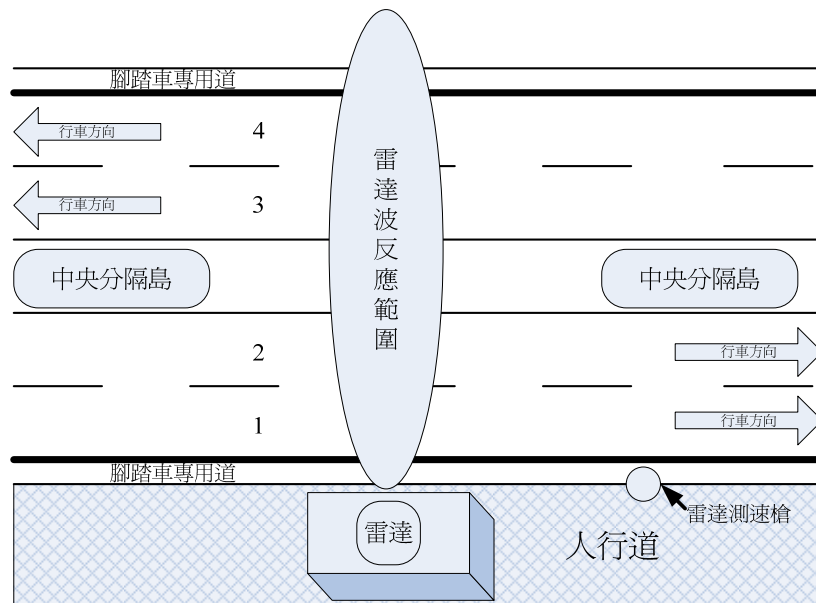 腳踏車專用道
行車方向
4
行車方向
3
雷達波反應範圍
中央分隔島
中央分隔島
2
行車方向
1
行車方向
腳踏車專用道
雷達
雷達測速槍
人行道